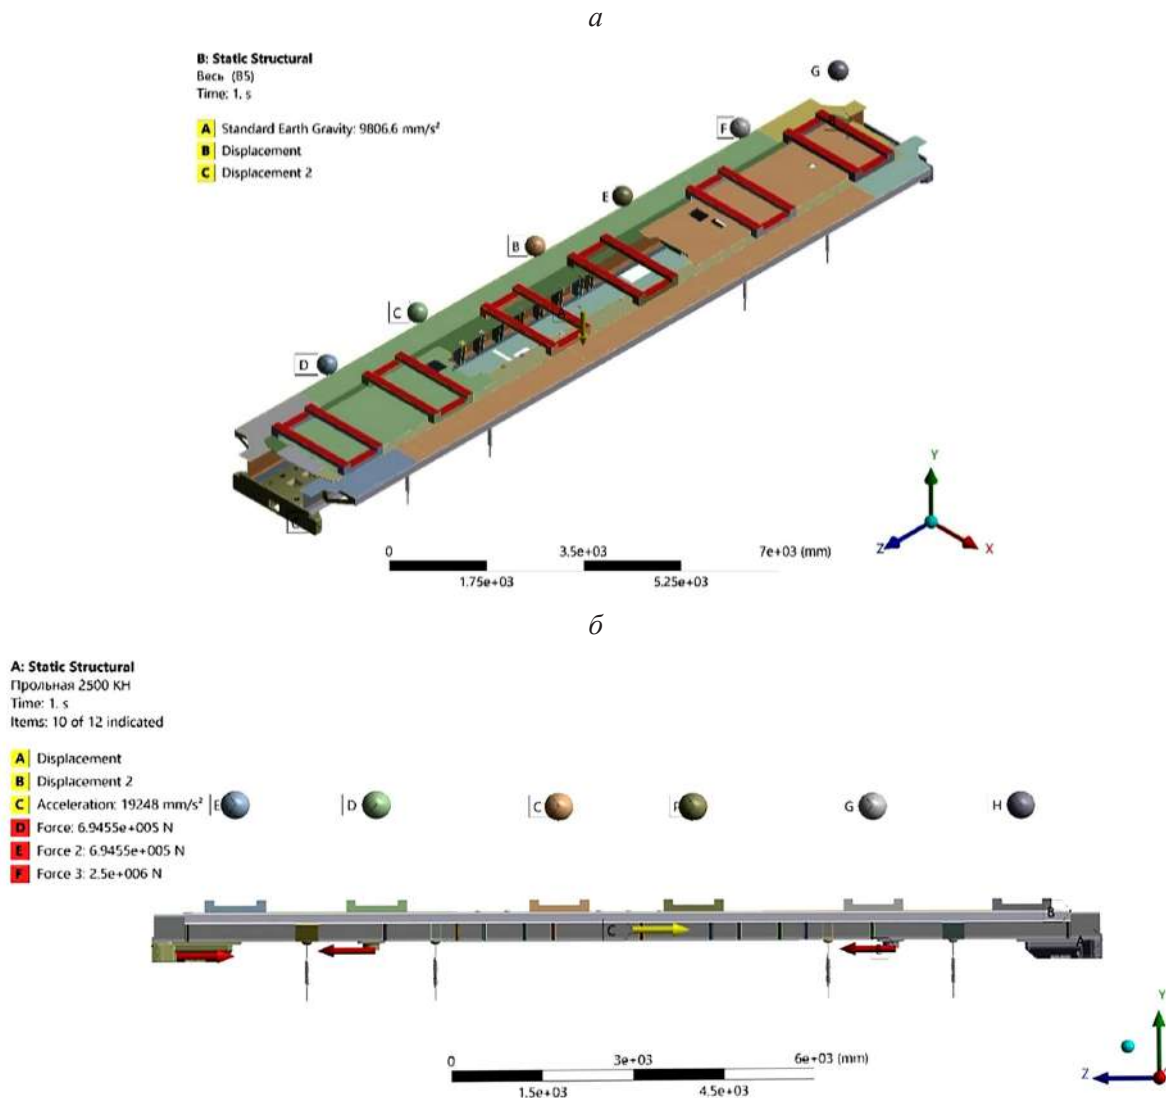 а
B: Static Structural
Весь (B5)
Time: 1. s
A Standard Earth Gravity: 9806.6 mm/s²
B Displacement
C Displacement 2
G
F
E
B
C
D
Y
Z
X
0 3.5e+03 7e+03 (mm)
1.75e+03 5.25e+03
б
A: Static Structural
Прольная 2500 КН
Time: 1. s
Items: 10 of 12 indicated
A Displacement
B Displacement 2
C Acceleration: 19248 mm/s²
D Force: 6.9455e+005 N
E Force 2: 6.9455e+005 N
F Force 3: 2.5e+006 N
E D C F G H
B
C
A
Y
Z
0 3e+03 6e+03 (mm)
1.5e+03 4.5e+03